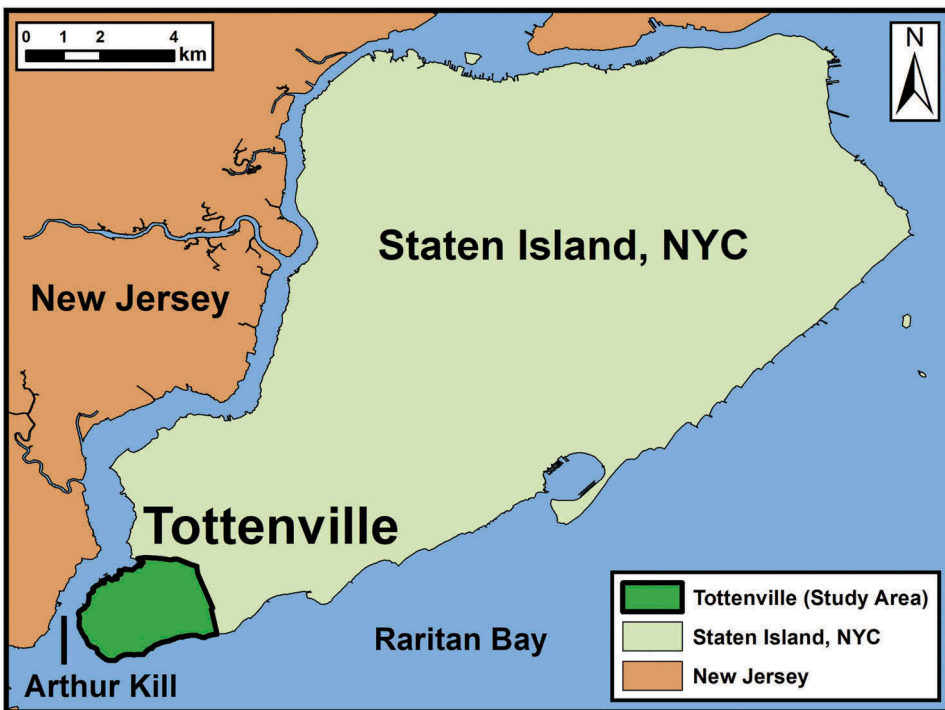 0 1 2 4
km
N
Staten Island, NYC
New Jersey
Tottenville
Raritan Bay
Arthur Kill
Tottenville (Study Area)
Staten Island, NYC
New Jersey